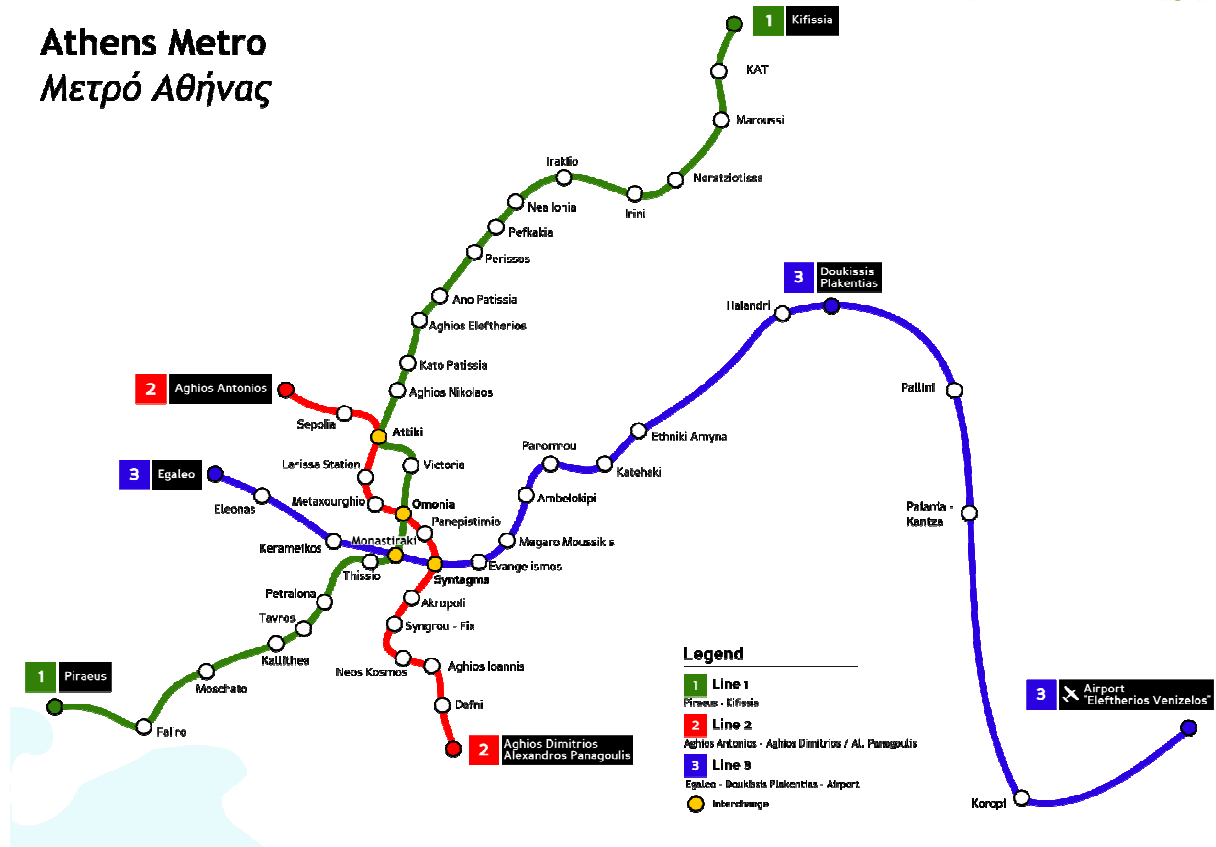 Athens Metro
Μετρό Αθήνας
1 Kifissia
KAT
Maroussi
Neratziotissa
Irini
Iraklio
Nea Ionia
Pefkakia
Perissos
Ano Patissia
Aghios Eleftherios
Kato Patissia
Aghios Nikolaos
2 Aghios Antonios
Sepolia
Attiki
Larissa Station
Victoria
Metaxourghio
Omonia
Panepistimio
3 Egaleo
Eleonas
Kerameikos
Monastiraki
Thissio
Syntagma
Evange ismos
Megaro Moussik s
Ambelokipi
Panormou
Katehaki
Ethniki Amyna
Halandri
3 Doukissis
Plakentias
Pallini
Paiania -
Kantza
Koropi
3 Airport
"Eleftherios Venizelos"
Petralona
Tavros
Kallithea
Moschato
Fal ro
1 Piraeus
Akropoli
Syngrou - Fix
Neos Kosmos
Aghios Ioannis
Dafni
2 Aghios Dimitrios
Alexandros Panagoulis
Legend
1 Line 1
Piraeus - Kifissia
2 Line 2
Aghios Antonios - Aghios Dimitrios / Al. Panagoulis
3 Line 3
Egaleo - Doukissis Plakentias - Airport
Interchange